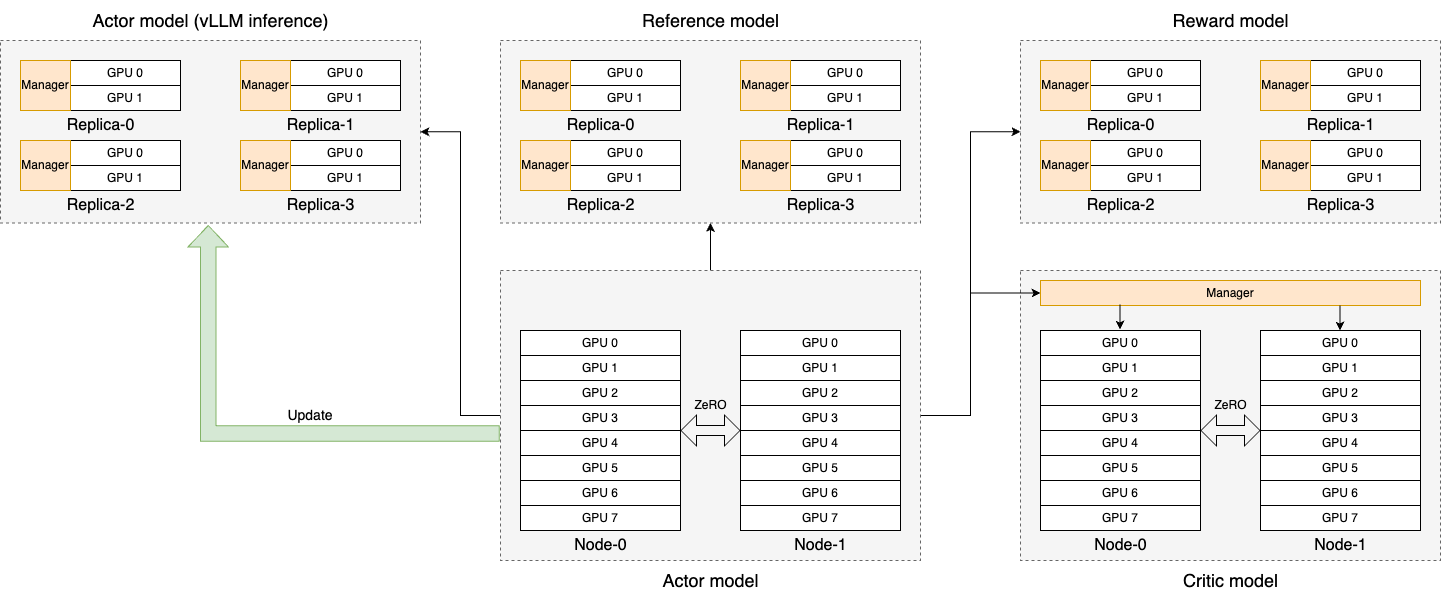 Actor model (vLLM inference)
Manager
GPU 0
GPU 1
Replica-0
Manager
GPU 0
GPU 1
Replica-1
Manager
GPU 0
GPU 1
Replica-2
Manager
GPU 0
GPU 1
Replica-3
Reference model
Manager
GPU 0
GPU 1
Replica-0
Manager
GPU 0
GPU 1
Replica-1
Manager
GPU 0
GPU 1
Replica-2
Manager
GPU 0
GPU 1
Replica-3
Reward model
Manager
GPU 0
GPU 1
Replica-0
Manager
GPU 0
GPU 1
Replica-1
Manager
GPU 0
GPU 1
Replica-2
Manager
GPU 0
GPU 1
Replica-3
Update
GPU 0
GPU 1
GPU 2
GPU 3
GPU 4
GPU 5
GPU 6
GPU 7
Node-0
ZeRO
GPU 0
GPU 1
GPU 2
GPU 3
GPU 4
GPU 5
GPU 6
GPU 7
Node-1
Actor model
Manager
GPU 0
GPU 1
GPU 2
GPU 3
GPU 4
GPU 5
GPU 6
GPU 7
Node-0
ZeRO
GPU 0
GPU 1
GPU 2
GPU 3
GPU 4
GPU 5
GPU 6
GPU 7
Node-1
Critic model